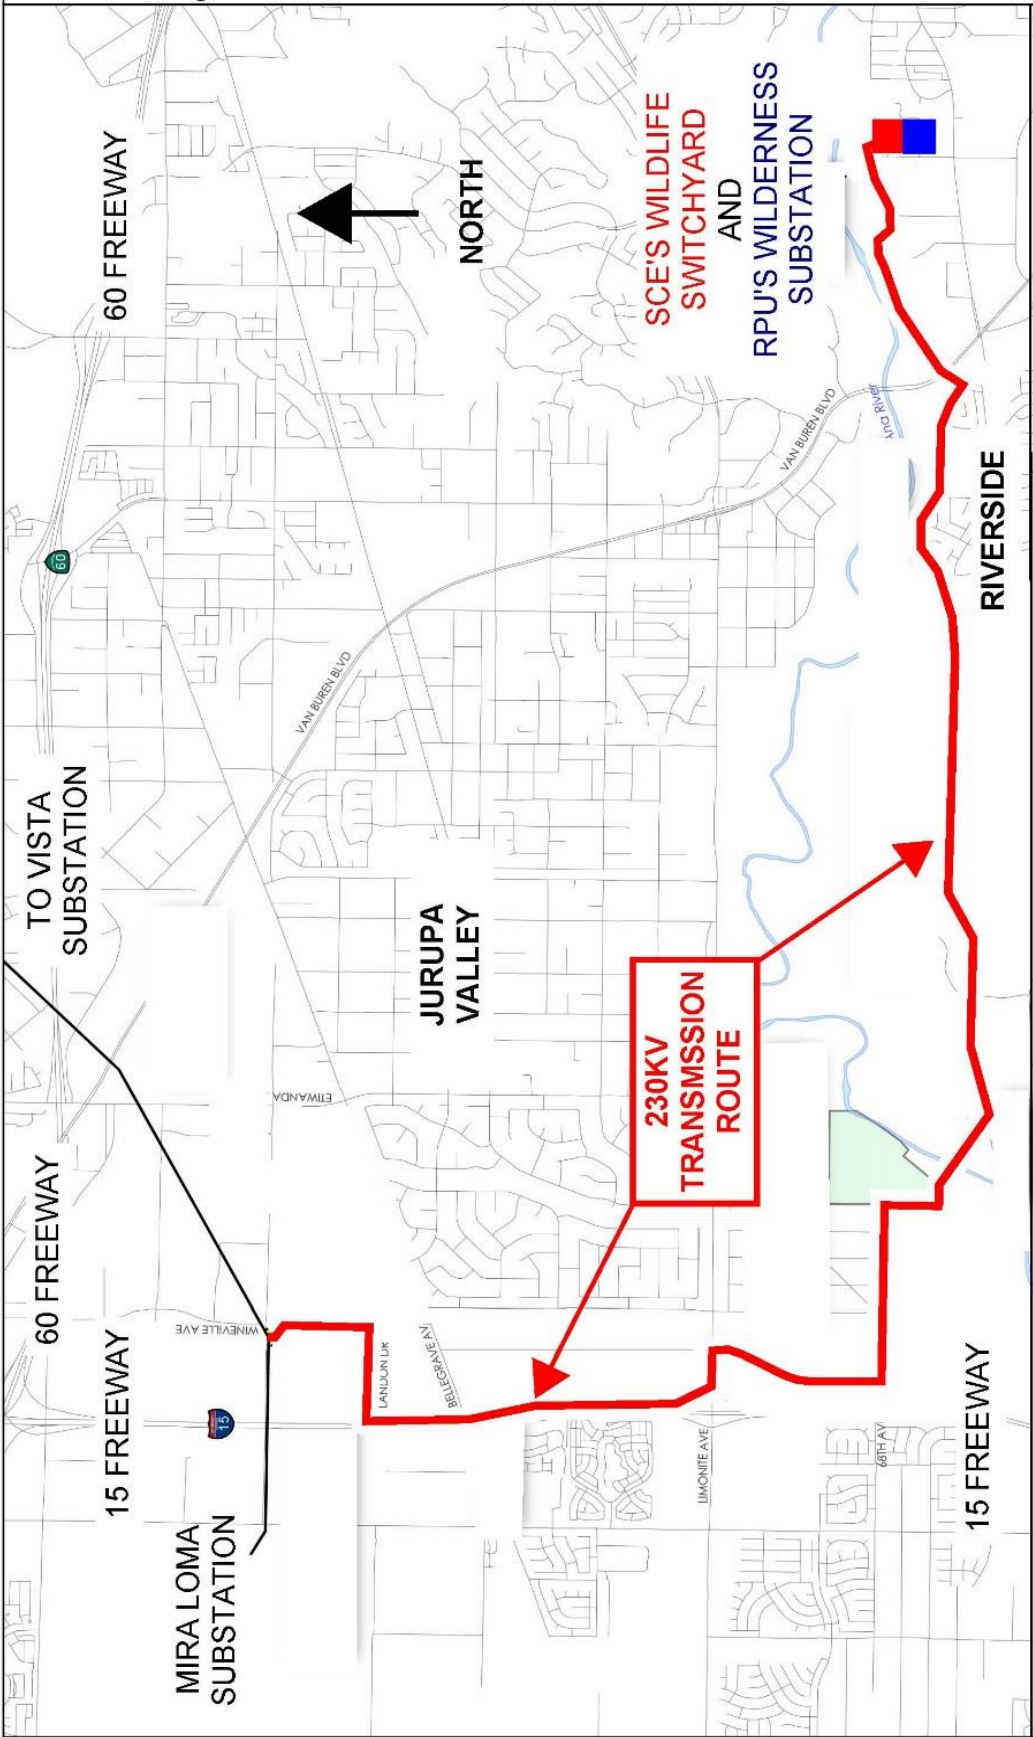 TO VISTA
SUBSTATION
60 FREEWAY
60
15 FREEWAY
60 FREEWAY
MIRA LOMA
SUBSTATION
15
WINEVILLE AVE
ETIWANDA
VAN BUREN BLVD
LANDON DR
BELLEGRAVE AV
JURUPA
VALLEY
NORTH
230KV
TRANSMSSION
ROUTE
SCE'S WILDLIFE
SWITCHYARD
AND
RPU'S WILDERNESS
SUBSTATION
LIMONITE AVE
VAN BUREN BLVD
68TH AV
Ana River
15 FREEWAY
RIVERSIDE